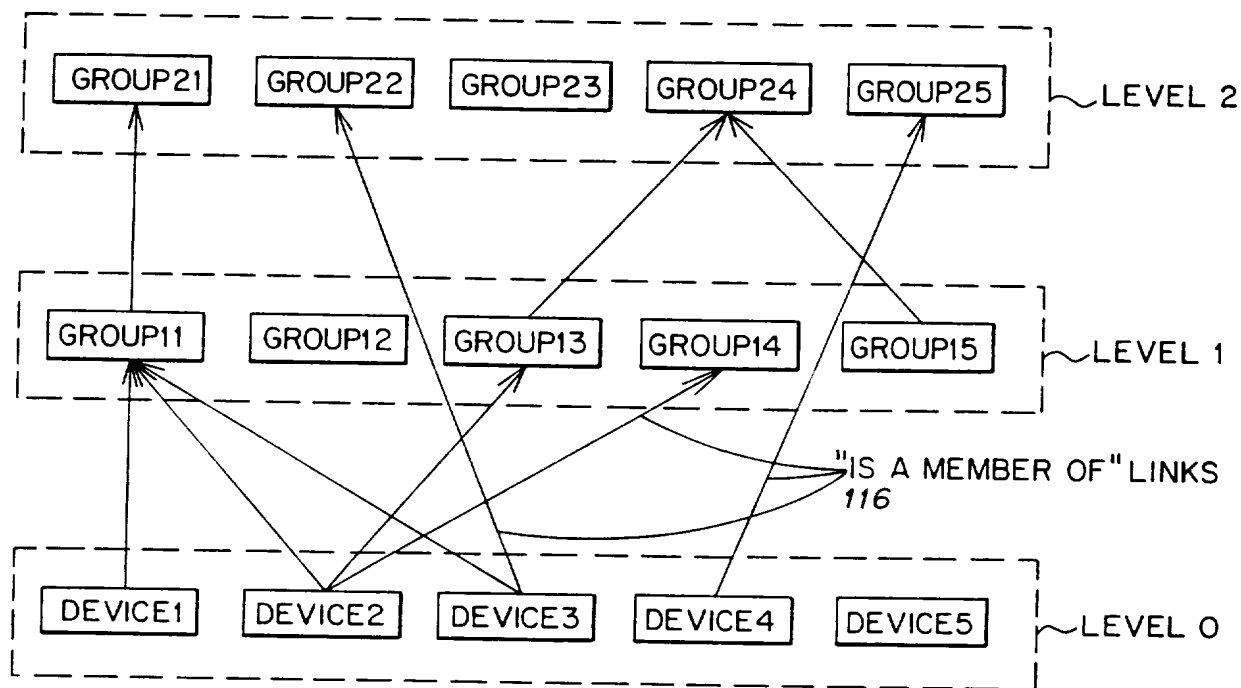 GROUP21 GROUP22 GROUP23 GROUP24 GROUP25
LEVEL 2
GROUP11 GROUP12 GROUP13 GROUP14 GROUP15
LEVEL 1
"IS A MEMBER OF" LINKS
116
DEVICE1 DEVICE2 DEVICE3 DEVICE4 DEVICE5
LEVEL 0